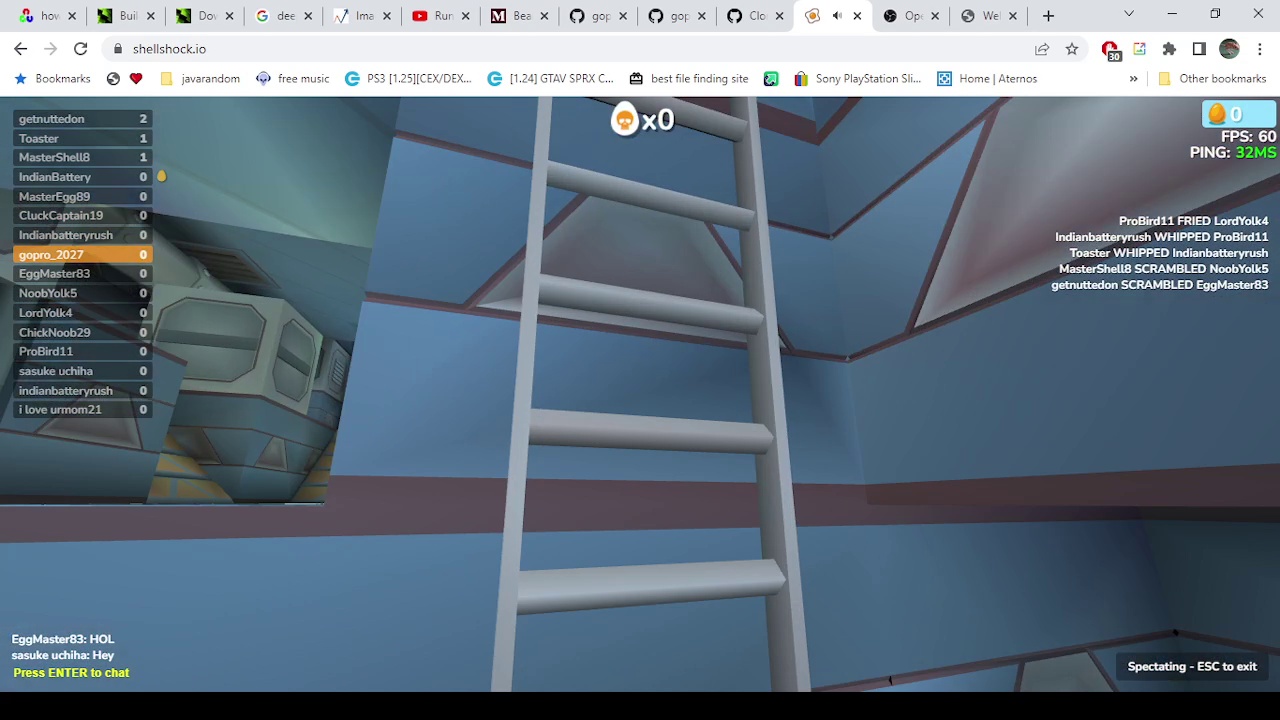 how
Buil
Dov
dee
Ima
Run
Bea
gop
gop
Clo
Ope
Wel
shellshock.io
30
Bookmarks
javarandom
free music
PS3 [1.25][CEX/DEX...
[1.24] GTAV SPRX C...
best file finding site
Sony PlayStation Sli...
Home | Aternos
»
Other bookmarks
getnuttedon 2
Toaster 1
MasterShell8 1
IndianBattery 0
MasterEgg89 0
CluckCaptain19 0
Indianbatteryrush 0
gopro_2027 0
EggMaster83 0
NoobYolk5 0
LordYolk4 0
ChickNoob29 0
ProBird11 0
sasuke uchiha 0
indianbatteryrush 0
i love urmom21 0
x0
0
FPS: 60
PING: 32MS
ProBird11 FRIED LordYolk4
Indianbatteryrush WHIPPED ProBird11
Toaster WHIPPED Indianbatteryrush
MasterShell8 SCRAMBLED NoobYolk5
getnuttedon SCRAMBLED EggMaster83
EggMaster83: HOL
sasuke uchiha: Hey
Press ENTER to chat
Spectating - ESC to exit